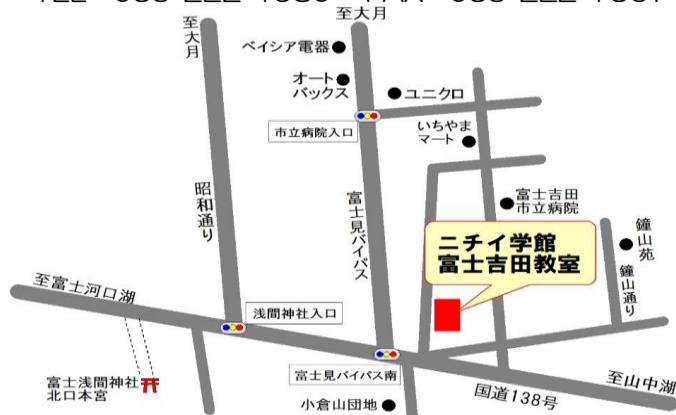 至大月
至大月
ベイシア電器
オート
バックス
ユニクロ
市立病院入口
いちやま
マート
昭和通り
富士見バイパス
富士吉田
市立病院
ニチイ学館
富士吉田教室
鐘山苑
鐘山通り
至富士河口湖
浅間神社入口
富士見バイパス南
富士浅間神社
北口本宮
小倉山団地
国道138号
至山中湖